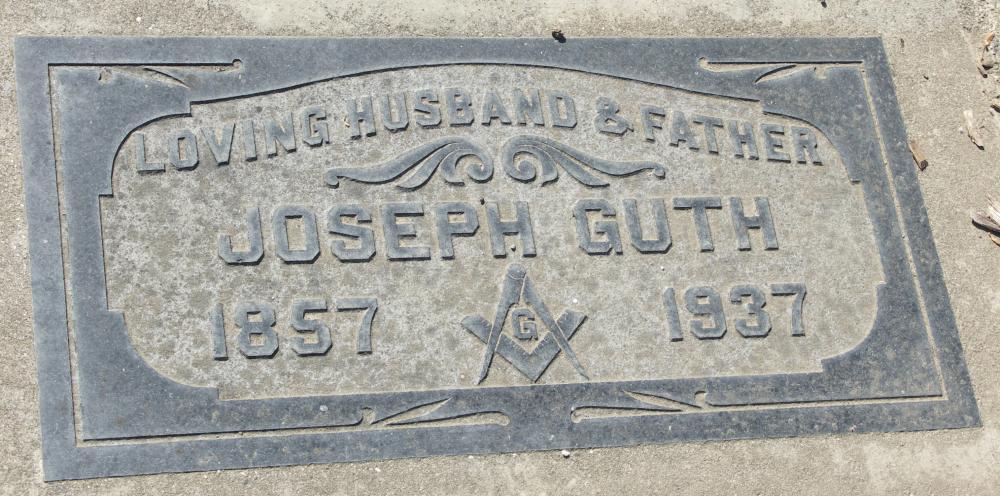 LOVING HUSBAND & FATHER
JOSEPH GUTH
1857 G 1937